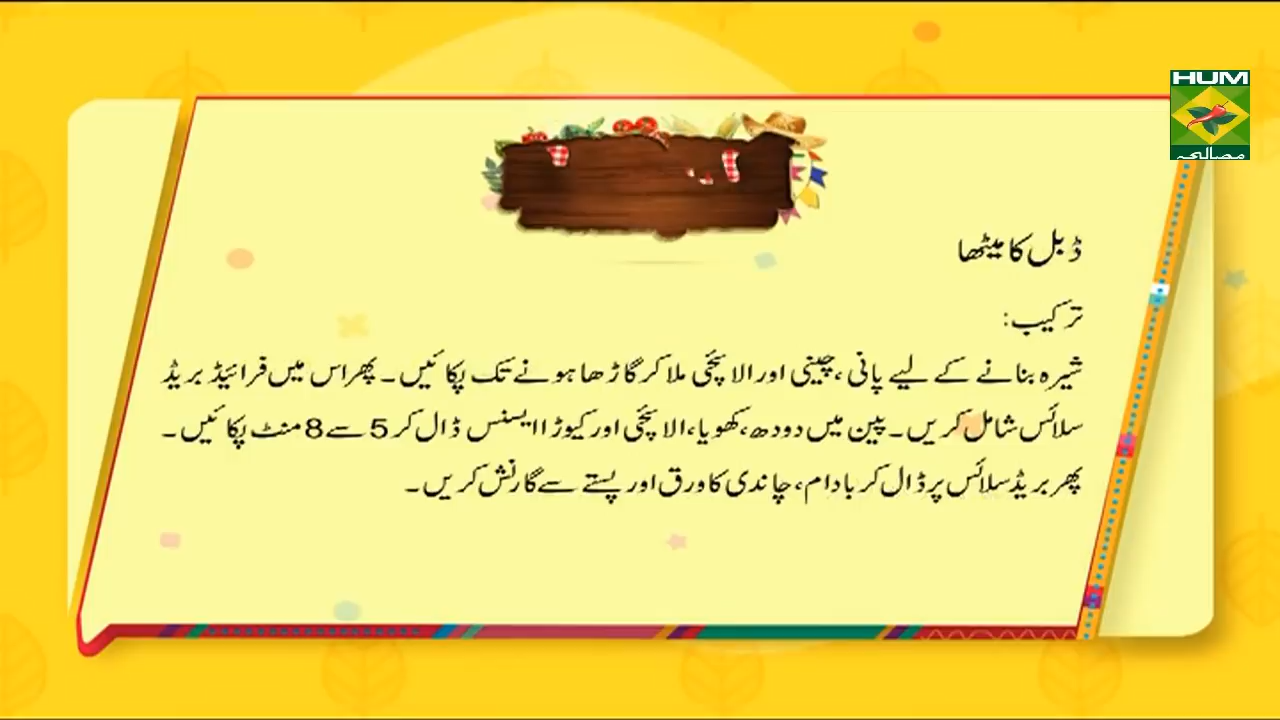 HUM
مصالحہ
ڈبل کا میٹھا
ترکیب:
شیرہ بنانے کے لیے پانی، چینی اور الائچی ملا کر گاڑھا ہونے تک پکائیں۔ پھر اس میں فرائیڈ بریڈ
سلائس شامل کریں۔ پین میں دودھ، کھویا، الائچی اور کیوڑا ایسنس ڈال کر 5 سے 8 منٹ پکائیں۔
پھر بریڈ سلائس پر ڈال کر بادام، چاندی کا ورق اور پستے سے گارنش کریں۔